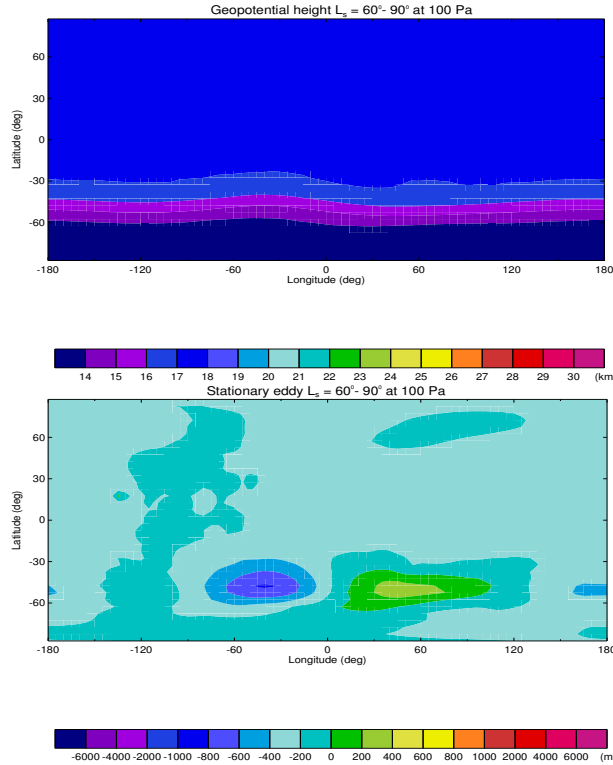 Geopotential height Ls = 60°- 90° at 100 Pa
60
30
0
-30
-60
Latitude (deg)
-180 -120 -60 0 60 120 180
Longitude (deg)
14 15 16 17 18 19 20 21 22 23 24 25 26 27 28 29 30 (km
Stationary eddy Ls = 60°- 90° at 100 Pa
60
30
0
-30
-60
Latitude (deg)
-180 -120 -60 0 60 120 180
Longitude (deg)
-6000 -4000 -2000 -1000 -800 -600 -400 -200 -0 0 200 400 600 800 1000 2000 4000 6000 (m